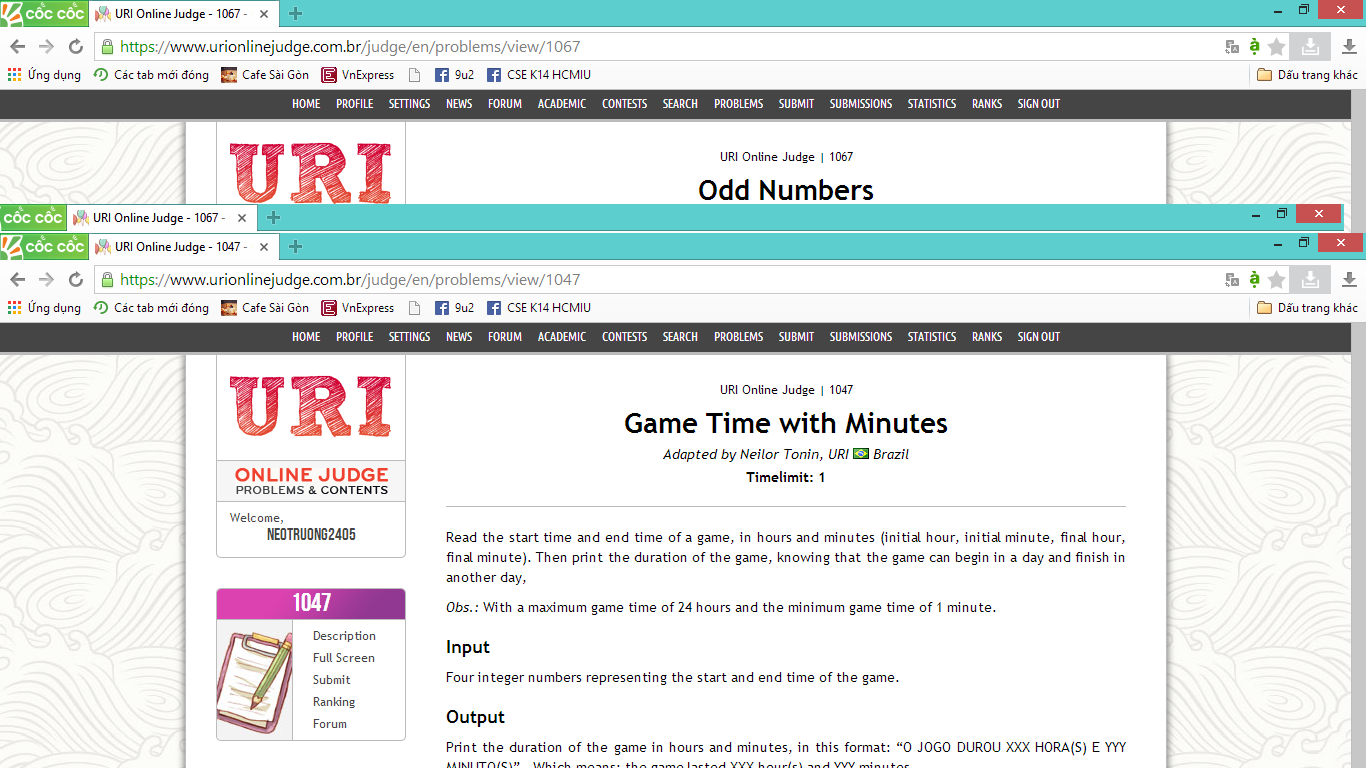 cốc cốc URI Online Judge - 1067 -
https://www.urionlinejudge.com.br/judge/en/problems/view/1067
Ứng dụng Các tab mới đóng Cafe Sài Gòn VnExpress 9u2 CSE K14 HCMIU Dấu trang khác
HOME PROFILE SETTINGS NEWS FORUM ACADEMIC CONTESTS SEARCH PROBLEMS SUBMIT SUBMISSIONS STATISTICS RANKS SIGN OUT
URI
URI Online Judge | 1067
Odd Numbers
cốc cốc URI Online Judge - 1067 -
cốc cốc URI Online Judge - 1047 -
https://www.urionlinejudge.com.br/judge/en/problems/view/1047
Ứng dụng Các tab mới đóng Cafe Sài Gòn VnExpress 9u2 CSE K14 HCMIU Dấu trang khác
HOME PROFILE SETTINGS NEWS FORUM ACADEMIC CONTESTS SEARCH PROBLEMS SUBMIT SUBMISSIONS STATISTICS RANKS SIGN OUT
URI
ONLINE JUDGE
PROBLEMS & CONTENTS
Welcome,
NEOTRUONG2405
1047
Description
Full Screen
Submit
Ranking
Forum
URI Online Judge | 1047
Game Time with Minutes
Adapted by Neilor Tonin, URI Brazil
Timelimit: 1
Read the start time and end time of a game, in hours and minutes (initial hour, initial minute, final hour,
final minute). Then print the duration of the game, knowing that the game can begin in a day and finish in
another day,
Obs.: With a maximum game time of 24 hours and the minimum game time of 1 minute.
Input
Four integer numbers representing the start and end time of the game.
Output
Print the duration of the game in hours and minutes, in this format: “O JOGO DUROU XXX HORA(S) E YYY
MINUTO(S)” . Which means: the game lasted XXX hour(s) and YYY minutes.